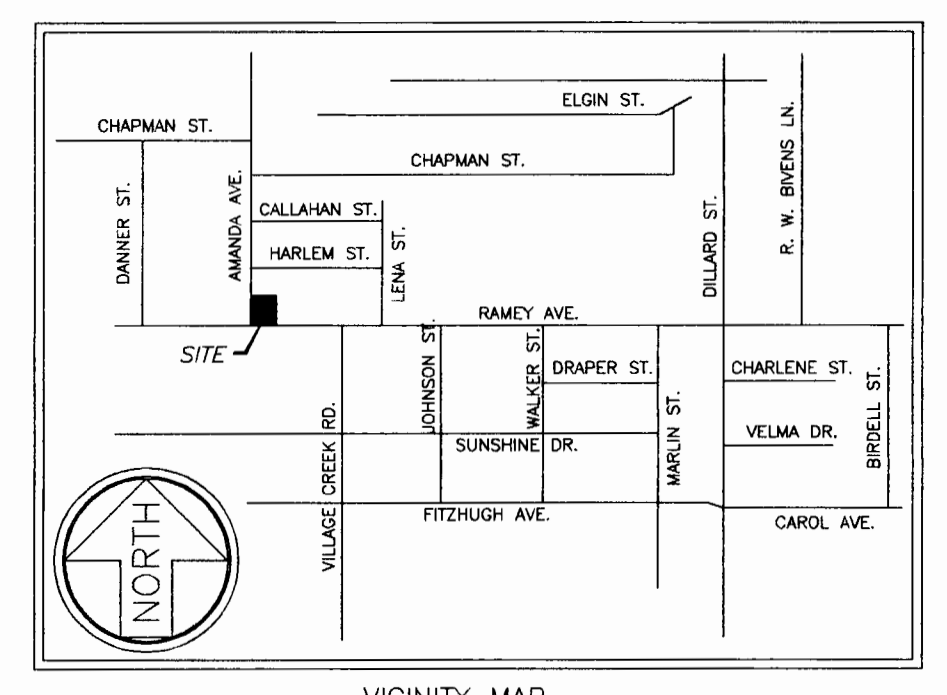 ELGIN ST.
CHAPMAN ST.
CHAPMAN ST.
R. W. BIVENS LN.
DANNER ST.
AMANDA AVE.
CALLAHAN ST.
LENA ST.
DILLARD ST.
HARLEM ST.
RAMEY AVE.
SITE
JOHNSON ST.
WALKER ST.
DRAPER ST.
CHARLENE ST.
BIRDELL ST.
VILLAGE CREEK RD.
MARLIN ST.
SUNSHINE DR.
VELMA DR.
FITZHUGH AVE.
CAROL AVE.
NORTH
VICINITY MAP